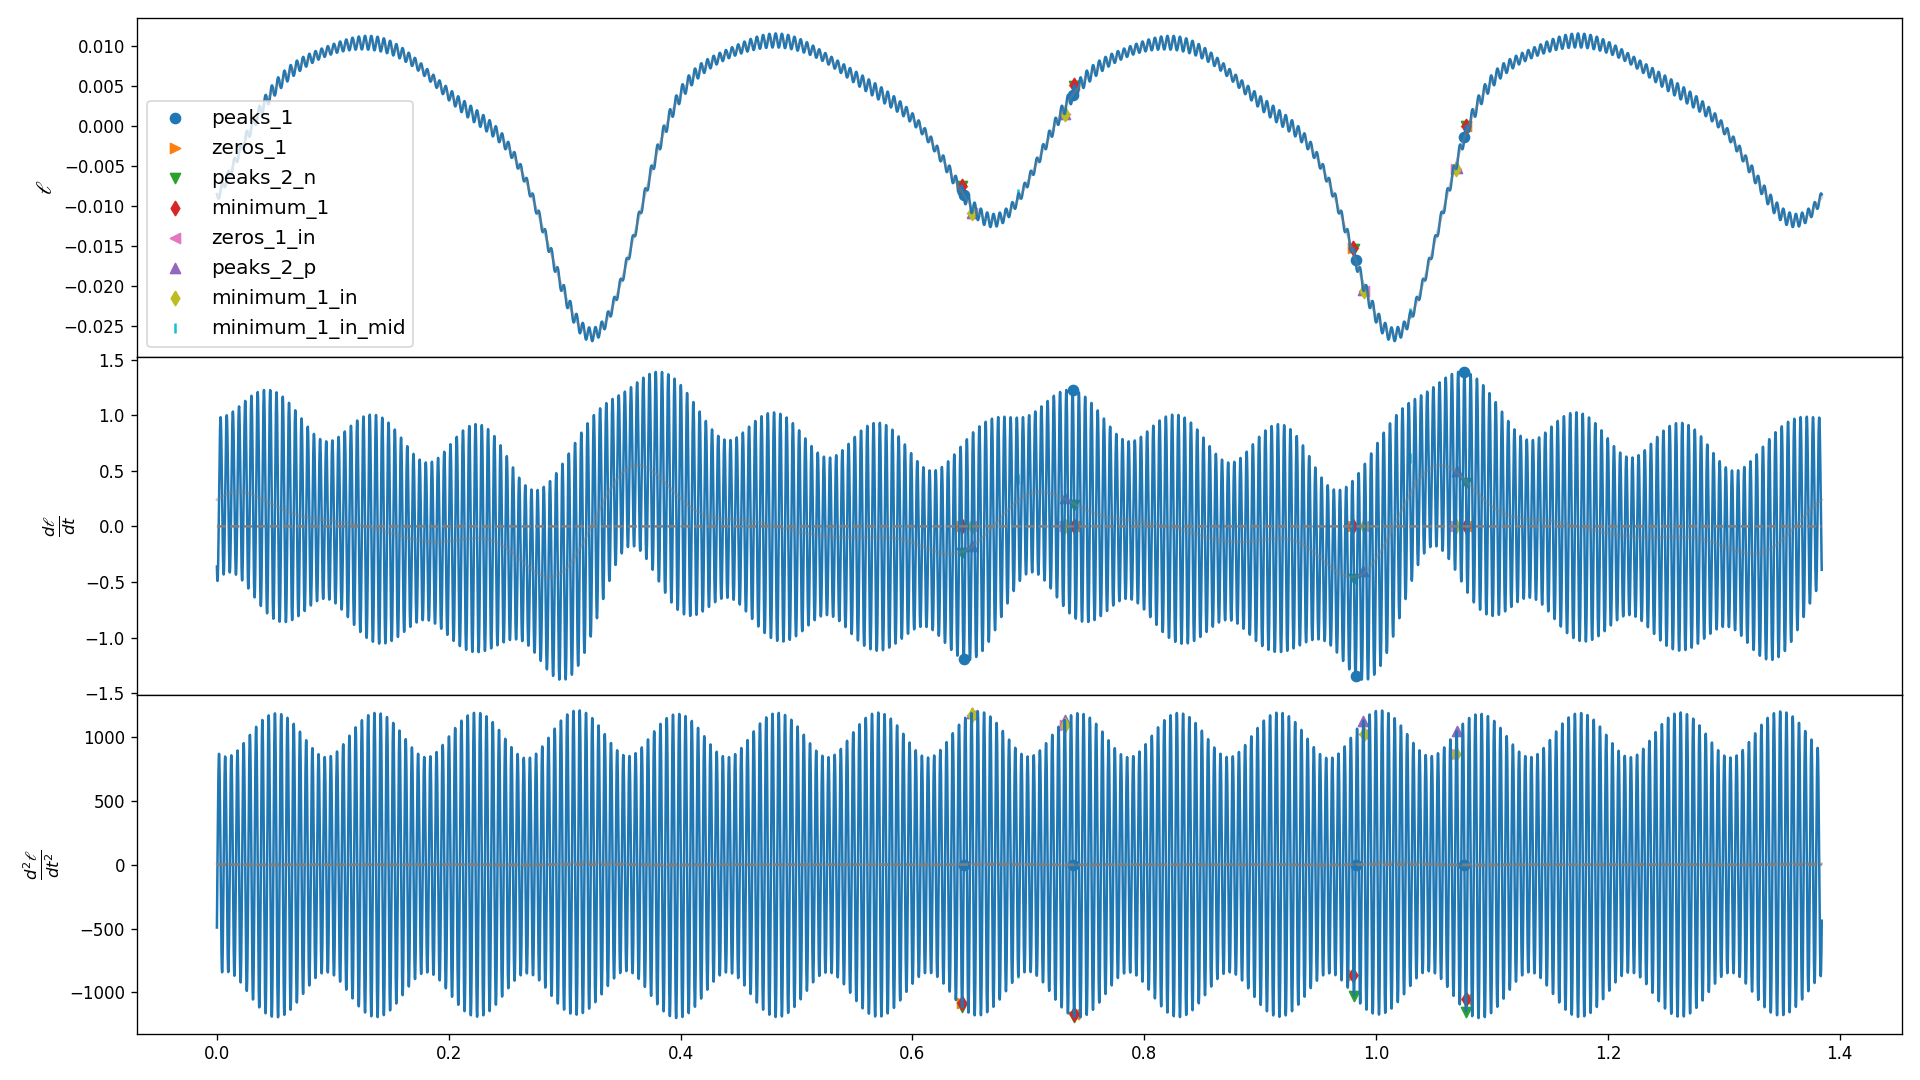 0.010
0.005
0.000
−0.005
−0.010
−0.015
−0.020
−0.025
ℓ
peaks_1
zeros_1
peaks_2_n
minimum_1
zeros_1_in
peaks_2_p
minimum_1_in
minimum_1_in_mid
1.5
1.0
0.5
0.0
−0.5
−1.0
−1.5
dℓ
dt
1000
500
0
−500
−1000
d²ℓ
dt²
0.0 0.2 0.4 0.6 0.8 1.0 1.2 1.4